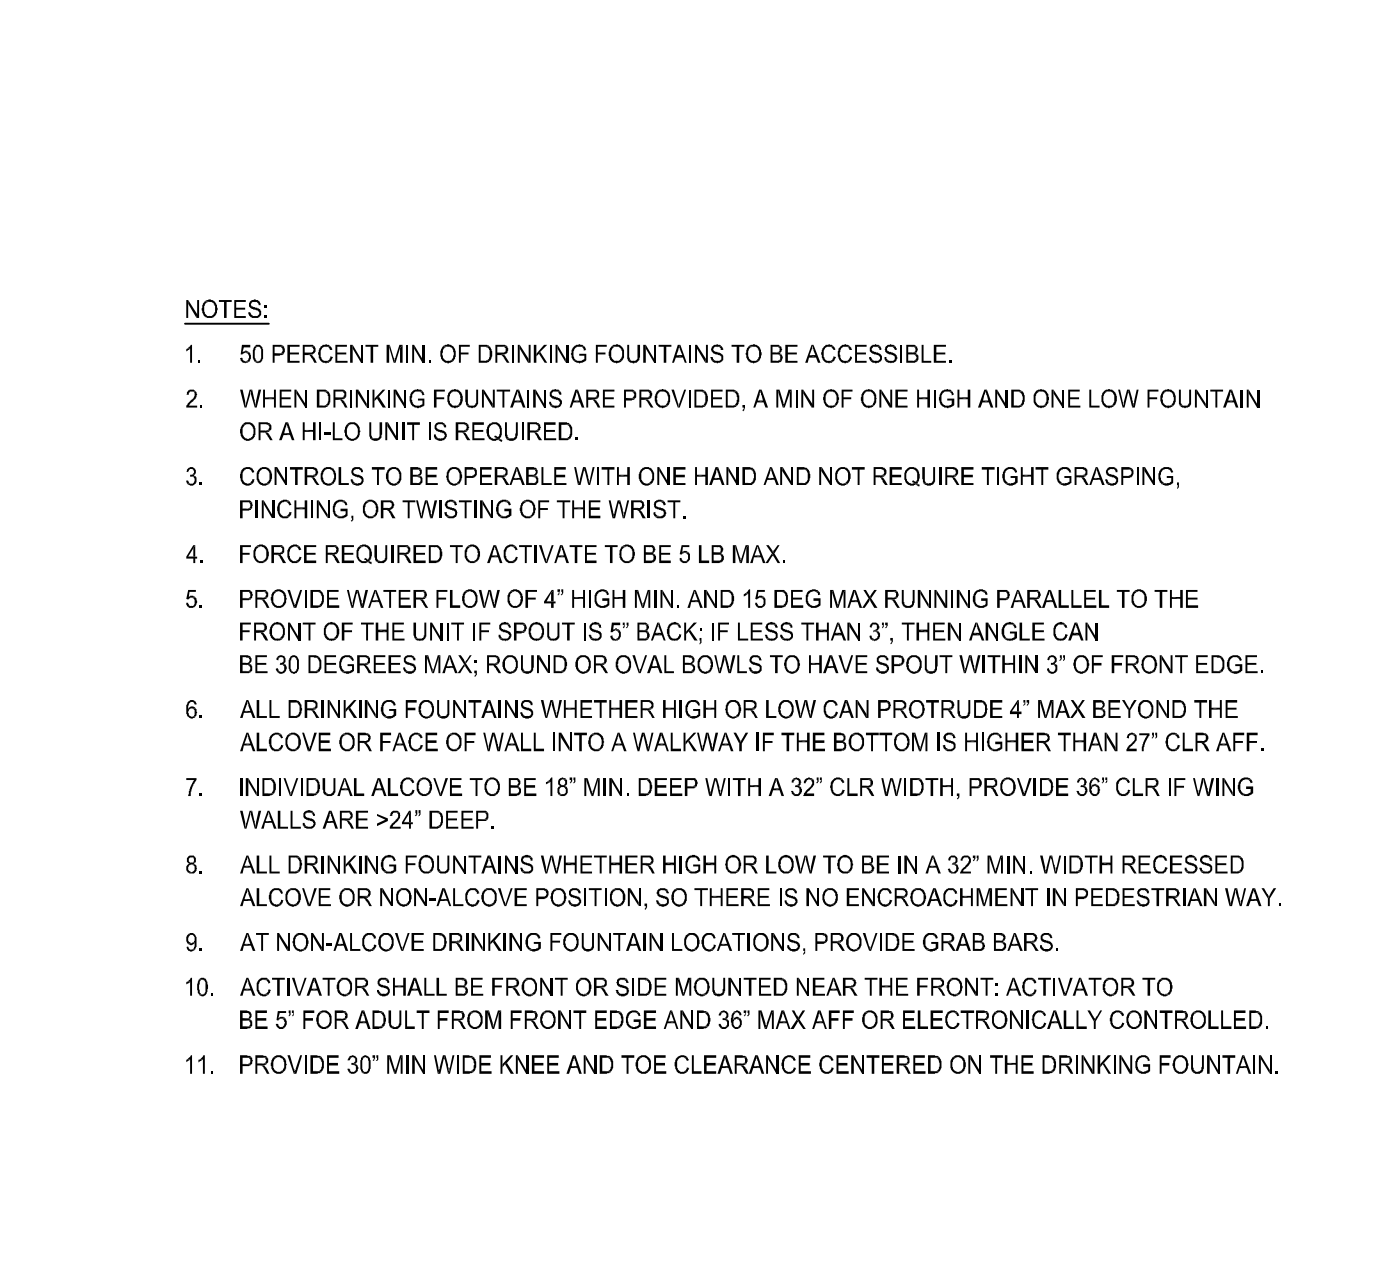 NOTES:
1. 50 PERCENT MIN. OF DRINKING FOUNTAINS TO BE ACCESSIBLE.
2. WHEN DRINKING FOUNTAINS ARE PROVIDED, A MIN OF ONE HIGH AND ONE LOW FOUNTAIN
OR A HI-LO UNIT IS REQUIRED.
3. CONTROLS TO BE OPERABLE WITH ONE HAND AND NOT REQUIRE TIGHT GRASPING,
PINCHING, OR TWISTING OF THE WRIST.
4. FORCE REQUIRED TO ACTIVATE TO BE 5 LB MAX.
5. PROVIDE WATER FLOW OF 4” HIGH MIN. AND 15 DEG MAX RUNNING PARALLEL TO THE
FRONT OF THE UNIT IF SPOUT IS 5” BACK; IF LESS THAN 3”, THEN ANGLE CAN
BE 30 DEGREES MAX; ROUND OR OVAL BOWLS TO HAVE SPOUT WITHIN 3” OF FRONT EDGE.
6. ALL DRINKING FOUNTAINS WHETHER HIGH OR LOW CAN PROTRUDE 4” MAX BEYOND THE
ALCOVE OR FACE OF WALL INTO A WALKWAY IF THE BOTTOM IS HIGHER THAN 27” CLR AFF.
7. INDIVIDUAL ALCOVE TO BE 18” MIN. DEEP WITH A 32” CLR WIDTH, PROVIDE 36” CLR IF WING
WALLS ARE >24” DEEP.
8. ALL DRINKING FOUNTAINS WHETHER HIGH OR LOW TO BE IN A 32” MIN. WIDTH RECESSED
ALCOVE OR NON-ALCOVE POSITION, SO THERE IS NO ENCROACHMENT IN PEDESTRIAN WAY.
9. AT NON-ALCOVE DRINKING FOUNTAIN LOCATIONS, PROVIDE GRAB BARS.
10. ACTIVATOR SHALL BE FRONT OR SIDE MOUNTED NEAR THE FRONT: ACTIVATOR TO
BE 5” FOR ADULT FROM FRONT EDGE AND 36” MAX AFF OR ELECTRONICALLY CONTROLLED.
11. PROVIDE 30” MIN WIDE KNEE AND TOE CLEARANCE CENTERED ON THE DRINKING FOUNTAIN.